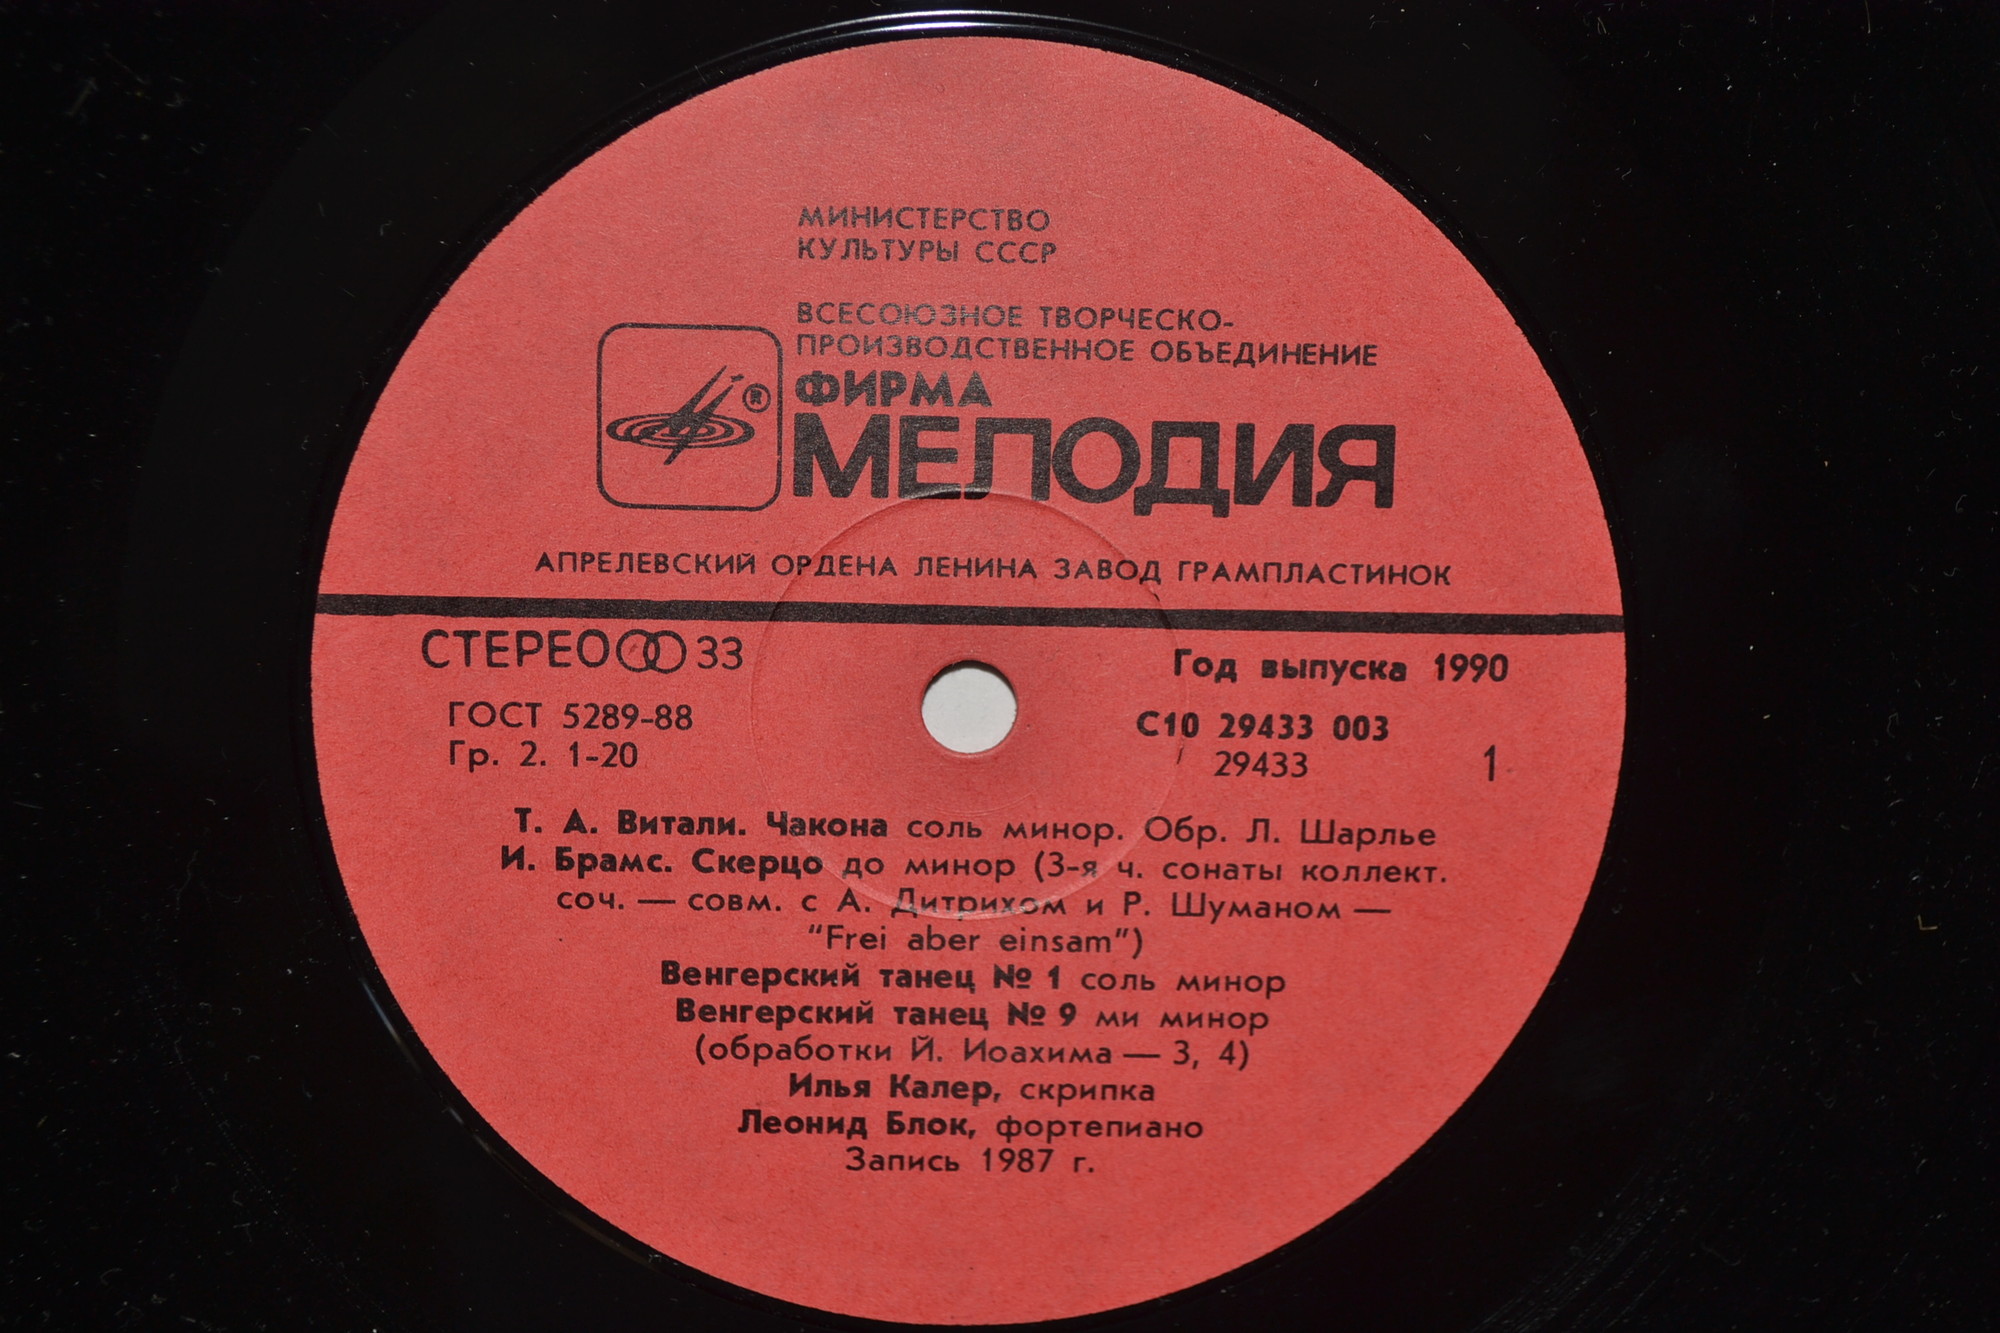 МИНИСТЕРСТВО
КУЛЬТУРЫ СССР
ВСЕСОЮЗНОЕ ТВОРЧЕСКО-
ПРОИЗВОДСТВЕННОЕ ОБЪЕДИНЕНИЕ
®
ФИРМА
МЕЛОДИЯ
АПРЕЛЕВСКИЙ ОРДЕНА ЛЕНИНА ЗАВОД ГРАМПЛАСТИНОК
СТЕРЕО 33
ГОСТ 5289-88
Гр. 2. 1-20
Год выпуска 1990
С10 29433 003
29433
1
Т. А. Витали. Чакона соль минор. Обр. Л. Шарлье
И. Брамс. Скерцо до минор (3-я ч. сонаты коллект.
соч. — совм. с А. Дитрихом и Р. Шуманом —
“Frei aber einsam”)
Венгерский танец № 1 соль минор
Венгерский танец № 9 ми минор
(обработки Й. Иоахима — 3, 4)
Илья Калер, скрипка
Леонид Блок, фортепиано
Запись 1987 г.